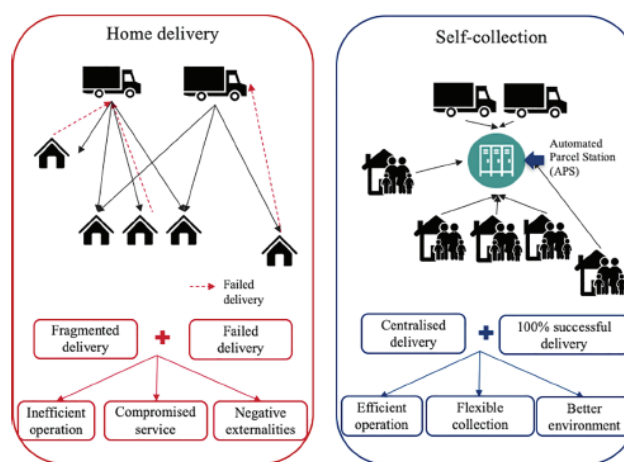 Home delivery
Failed
delivery
Fragmented
delivery
Failed
delivery
Inefficient
operation
Compromised
service
Negative
externalities
Self-collection
Automated
Parcel Station
(APS)
Centralised
delivery
100% successful
delivery
Efficient
operation
Flexible
collection
Better
environment